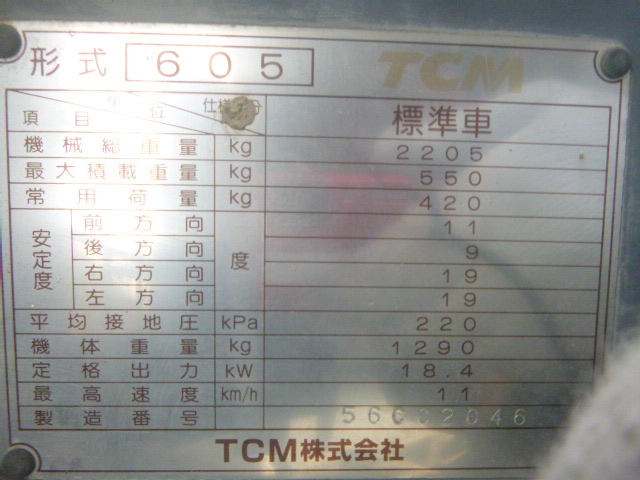 形式 605 TCM
単位 仕様区分
項目 標準車
機械総重量 kg 2205
最大積載重量 kg 550
常用荷量 kg 420
安定度 前方向 度 11
後方向 9
右方向 19
左方向 19
平均接地圧 kPa 220
機体重量 kg 1290
定格出力 kW 18.4
最高速度 km/h 11
製造番号
TCM株式会社